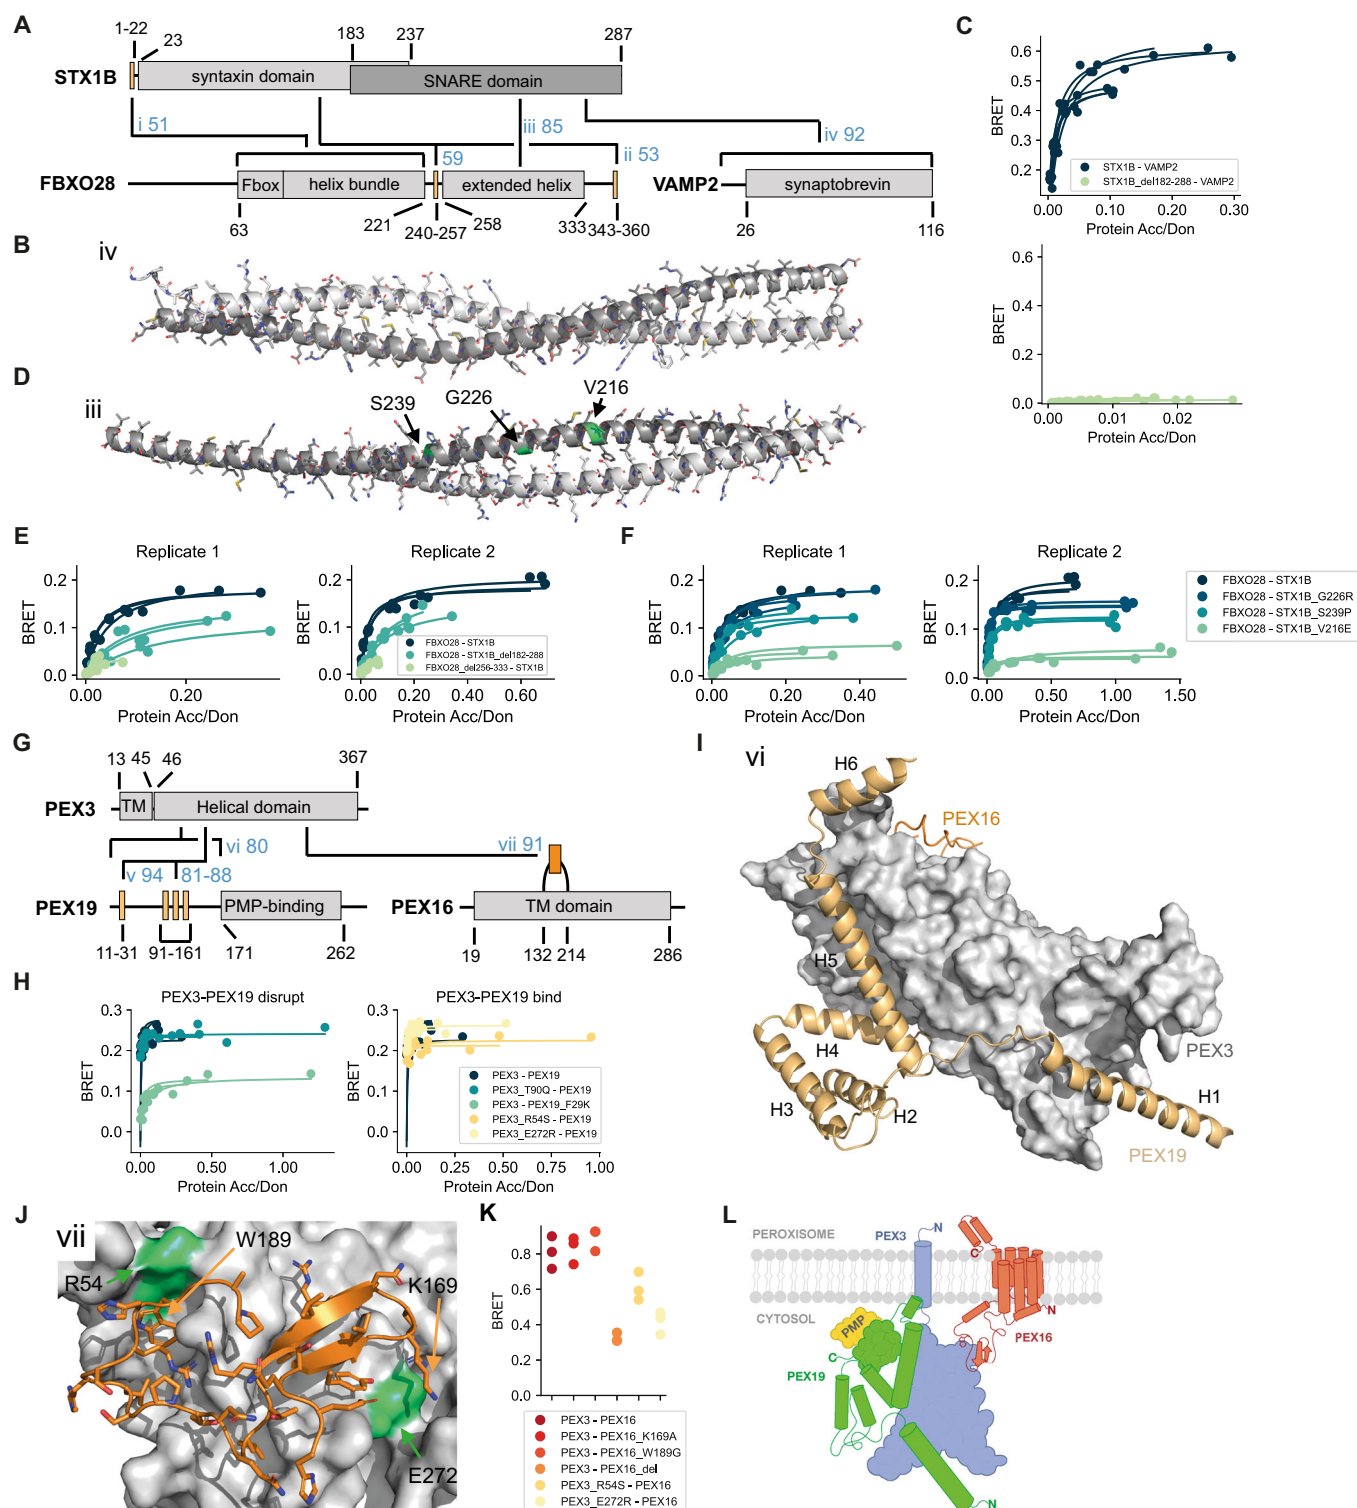 A
1-22
23
183
237
287
STX1B
syntaxin domain
SNARE domain
i 51
iii 85
iv 92
59
ii 53
FBXO28
Fbox
helix bundle
extended helix
VAMP2
synaptobrevin
63
221
240-257
258
333
343-360
26
116
B
iv
C
BRET
0.6
0.5
0.4
0.3
0.2
STX1B - VAMP2
STX1B_del182-288 - VAMP2
0.00
0.10
0.20
0.30
Protein Acc/Don
BRET
0.6
0.4
0.2
0.0
0.00
0.01
0.02
Protein Acc/Don
D
iii
S239
G226
V216
E
Replicate 1
BRET
0.2
0.1
0.0
0.00
0.20
Protein Acc/Don
Replicate 2
BRET
0.2
0.1
0.0
FBXO28 - STX1B
FBXO28 - STX1B_del182-288
FBXO28_del256-333 - STX1B
0.00
0.20
0.40
0.60
Protein Acc/Don
F
Replicate 1
BRET
0.2
0.1
0.0
0.00
0.20
0.40
Protein Acc/Don
Replicate 2
BRET
0.2
0.1
0.0
0.00
0.50
1.00
1.50
Protein Acc/Don
FBXO28 - STX1B
FBXO28 - STX1B_G226R
FBXO28 - STX1B_S239P
FBXO28 - STX1B_V216E
G
13
45
46
367
PEX3
TM
Helical domain
vi 80
vii 91
v 94
81-88
PEX19
PMP-binding
PEX16
TM domain
11-31
91-161
171
262
19
132
214
286
H
PEX3-PEX19 disrupt
BRET
0.3
0.2
0.1
0.0
0.00
0.50
1.00
Protein Acc/Don
PEX3-PEX19 bind
BRET
0.3
0.2
0.1
0.0
PEX3 - PEX19
PEX3_T90Q - PEX19
PEX3 - PEX19_F29K
PEX3_R54S - PEX19
PEX3_E272R - PEX19
0.00
0.25
0.50
0.75
1.00
Protein Acc/Don
I
vi
H6
PEX16
H5
H4
H3
H2
H1
PEX3
PEX19
J
vii
W189
R54
K169
E272
K
BRET
0.8
0.6
0.4
0.2
0.0
PEX3 - PEX16
PEX3 - PEX16_K169A
PEX3 - PEX16_W189G
PEX3 - PEX16_del
PEX3_R54S - PEX16
PEX3_E272R - PEX16
L
PEROXISOME
PEX3
N
C
CYTOSOL
N
PMP
PEX16
C
PEX19
N